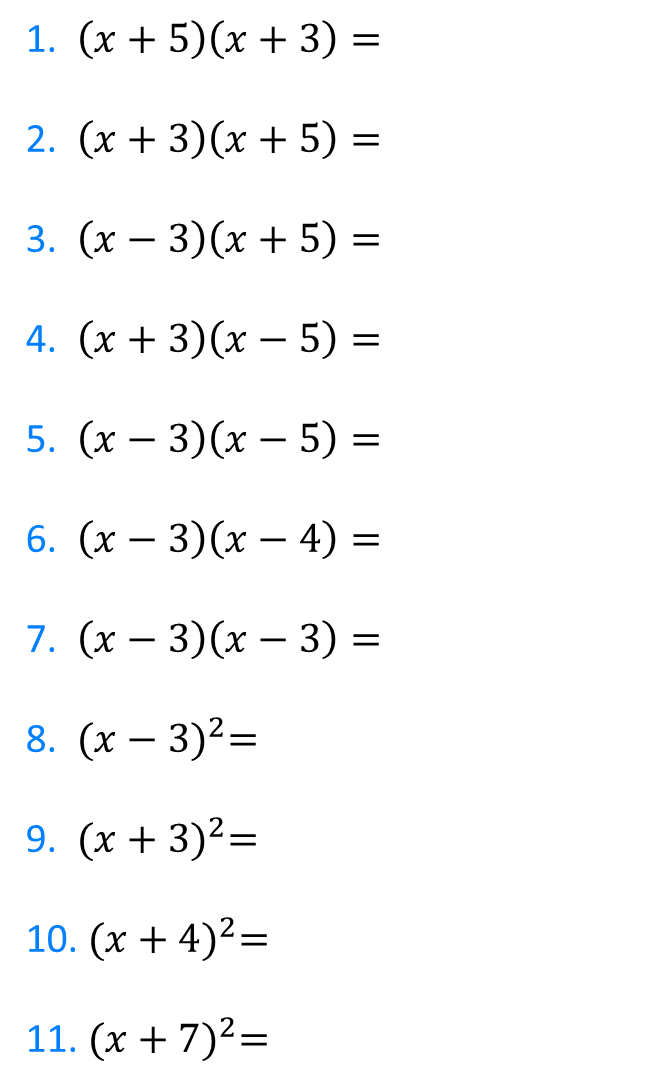 1. (x + 5)(x + 3) =
2. (x + 3)(x + 5) =
3. (x − 3)(x + 5) =
4. (x + 3)(x − 5) =
5. (x − 3)(x − 5) =
6. (x − 3)(x − 4) =
7. (x − 3)(x − 3) =
8. (x − 3)²=
9. (x + 3)²=
10. (x + 4)²=
11. (x + 7)²=